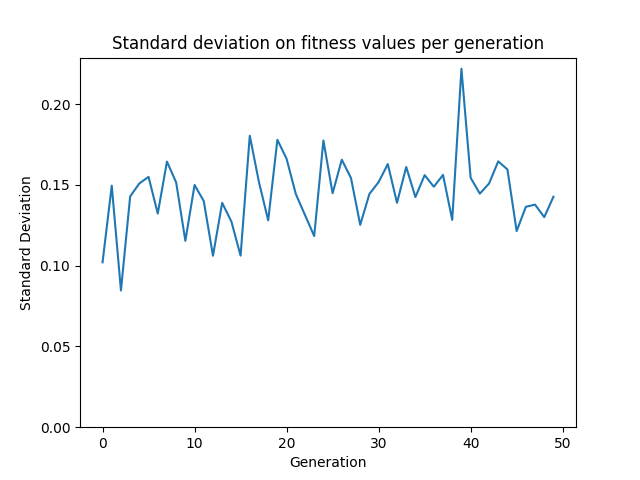 Standard deviation on fitness values per generation
0.20
0.15
0.10
0.05
0.00
Standard Deviation
0 10 20 30 40 50
Generation